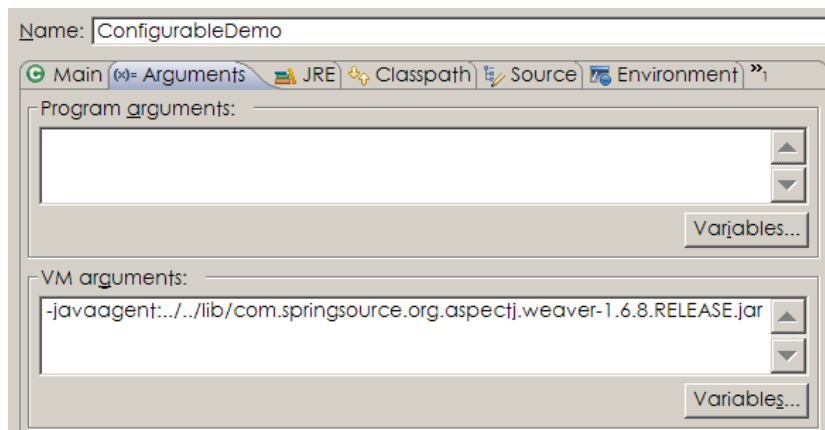 Name: ConfigurableDemo
Main (x)= Arguments JRE Classpath Source Environment »1
Program arguments:
Variables...
VM arguments:
-javaagent:../../lib/com.springsource.org.aspectj.weaver-1.6.8.RELEASE.jar
Variables...